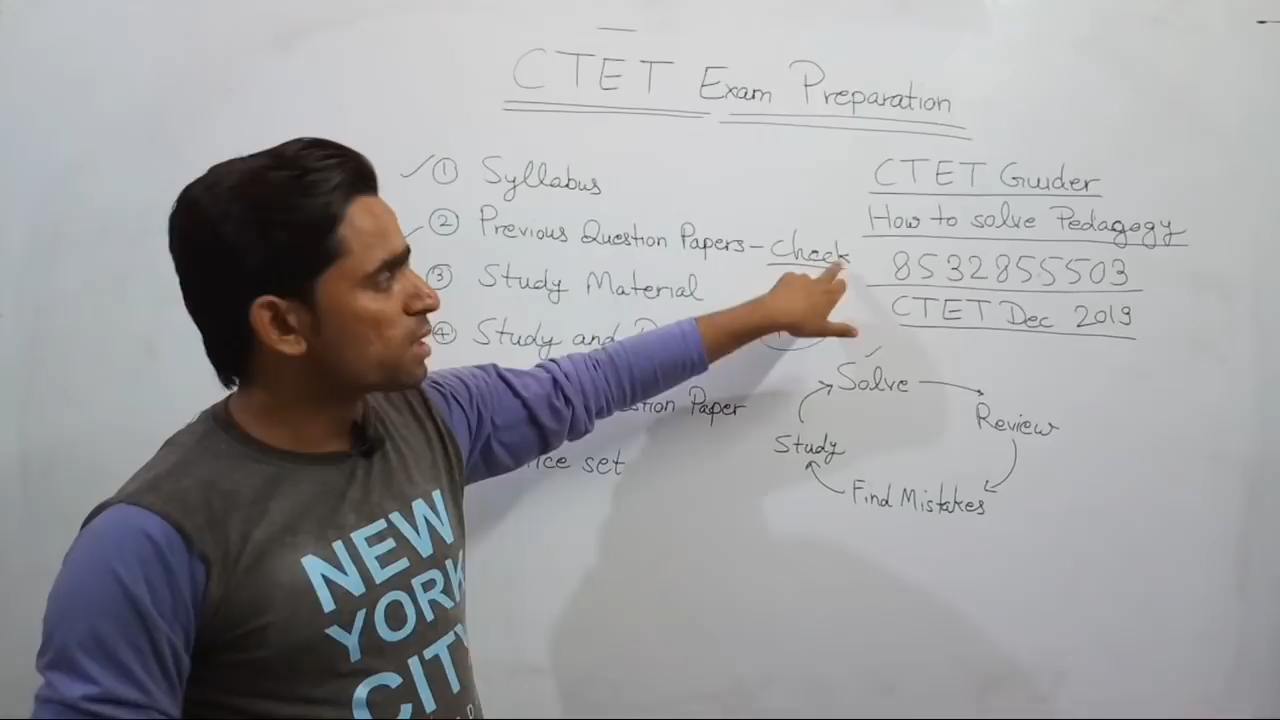 CTET Exam Preparation
① Syllabus
② Previous Question Papers - Check
③ Study Material
④ Study and
Question Paper
set
CTET Guider
How to solve Pedagogy
8532855503
CTET Dec 2019
Solve
Review
Find Mistakes
Study
NEW
YORK
CITY